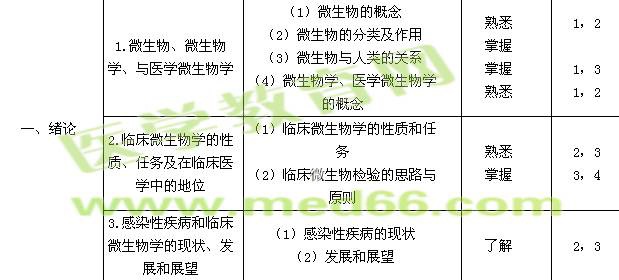 （1）微生物的概念
（2）微生物的分类及作用
（3）微生物与人类的关系
（4）微生物学、医学微生物学
的概念
熟悉
掌握
掌握
熟悉
1，2
1，3
1，2
1.微生物、微生物
学、与医学微生物学
一、绪论
2.临床微生物学的性
质、任务及在临床医
学中的地位
（1）临床微生物学的性质和任
务
（2）临床微生物检验的思路与
原则
熟悉
掌握
2，3
3，4
3.感染性疾病和临床
微生物学的现状、发
展和展望
（1）感染性疾病的现状
（2）发展和展望
了解
2，3
医学教育网
www.med66.com